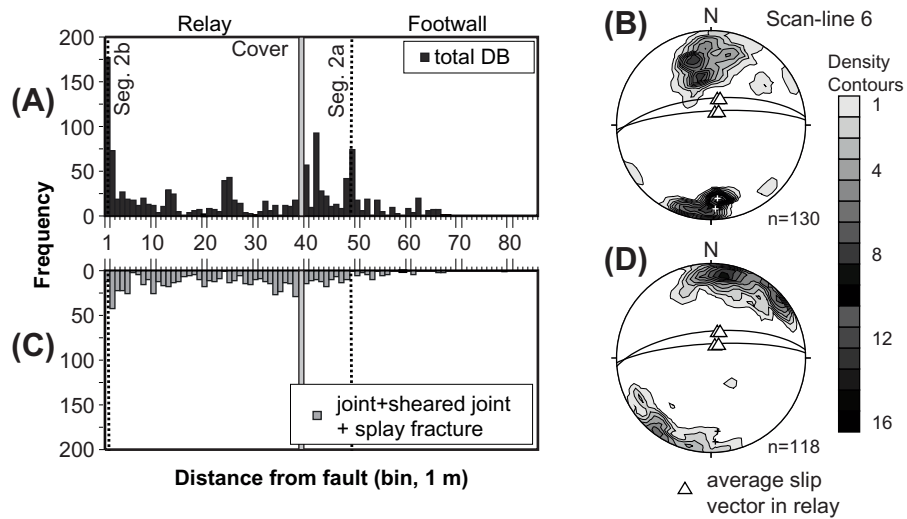 Relay
Footwall
(A)
200
150
100
50
0
Seg. 2b
Cover
Seg. 2a
total DB
1
10
20
30
40
50
60
70
80
Frequency
(C)
0
50
100
150
200
joint+sheared joint
+ splay fracture
Distance from fault (bin, 1 m)
(B)
N
Scan-line 6
n=130
(D)
N
n=118
Density
Contours
1
4
8
12
16
average slip
vector in relay